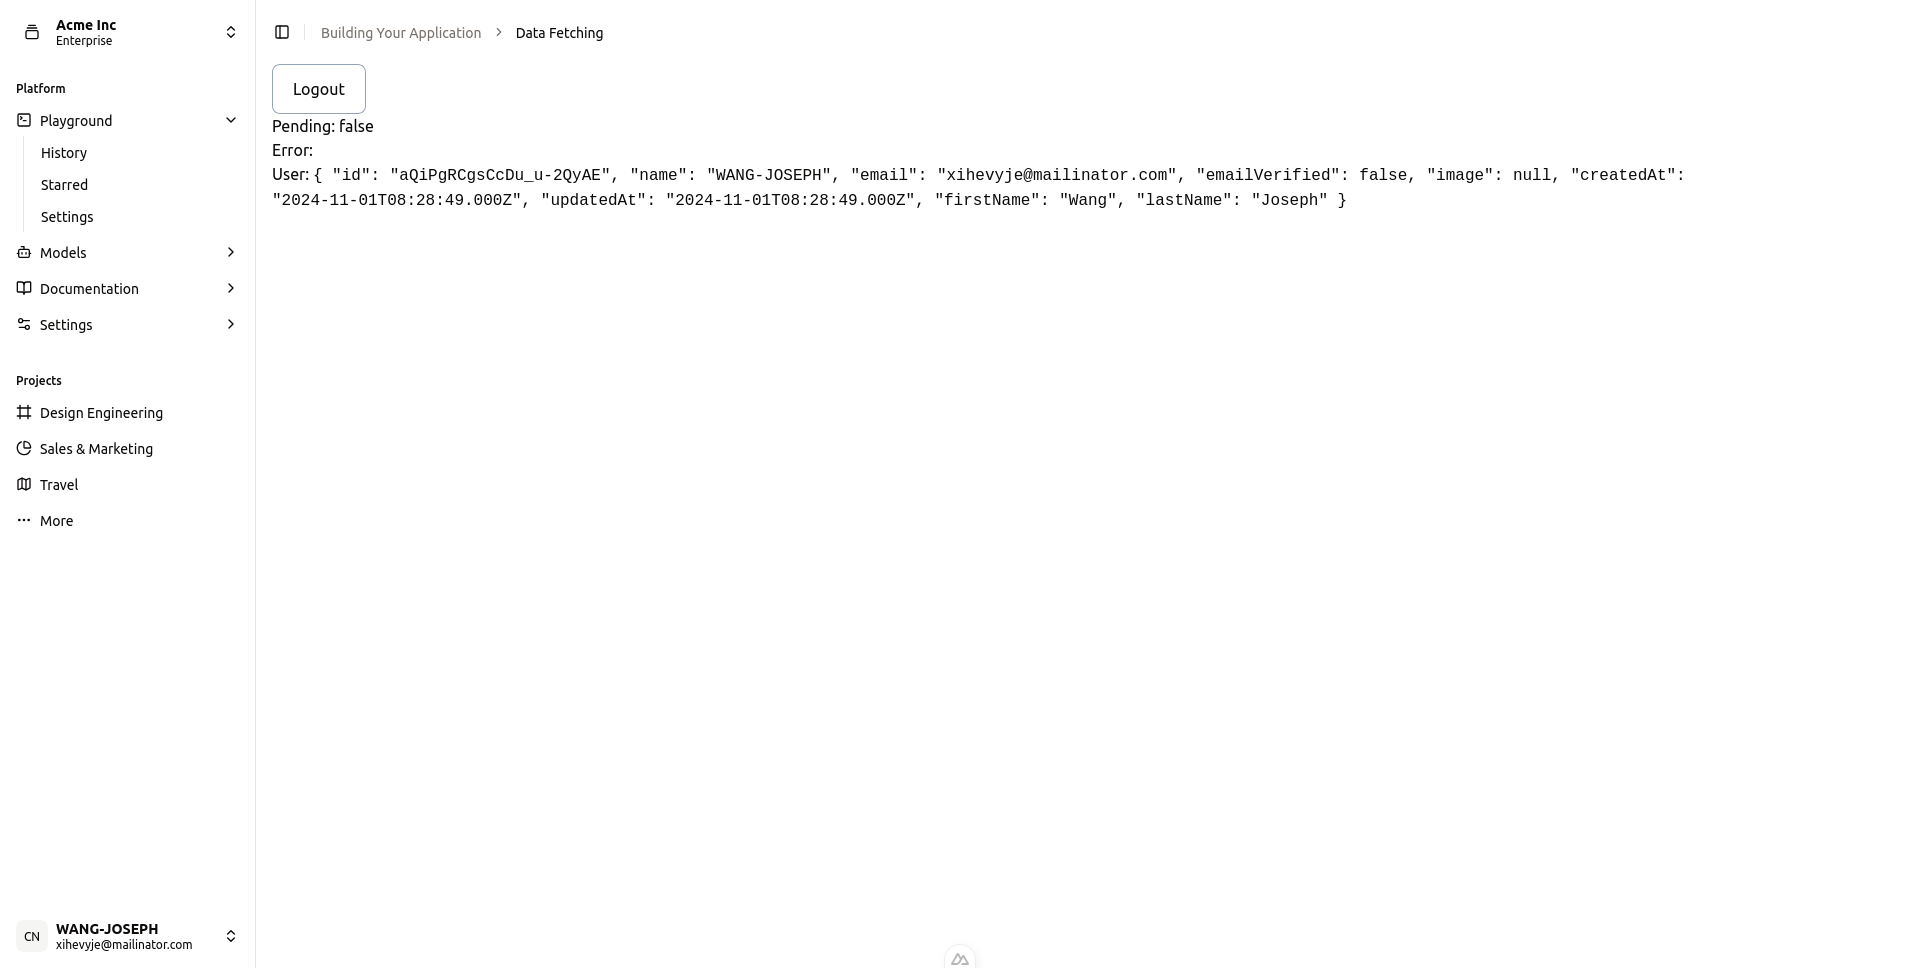 Acme Inc
Enterprise
Platform
Playground
History
Starred
Settings
Models
Documentation
Settings
Projects
Design Engineering
Sales & Marketing
Travel
More
WANG-JOSEPH
xihevyje@mailinator.com
CN
Building Your Application > Data Fetching
Logout
Pending: false
Error:
User: { "id": "aQiPgRCgsCcDu_u-2QyAE", "name": "WANG-JOSEPH", "email": "xihevyje@mailinator.com", "emailVerified": false, "image": null, "createdAt":
"2024-11-01T08:28:49.000Z", "updatedAt": "2024-11-01T08:28:49.000Z", "firstName": "Wang", "lastName": "Joseph" }